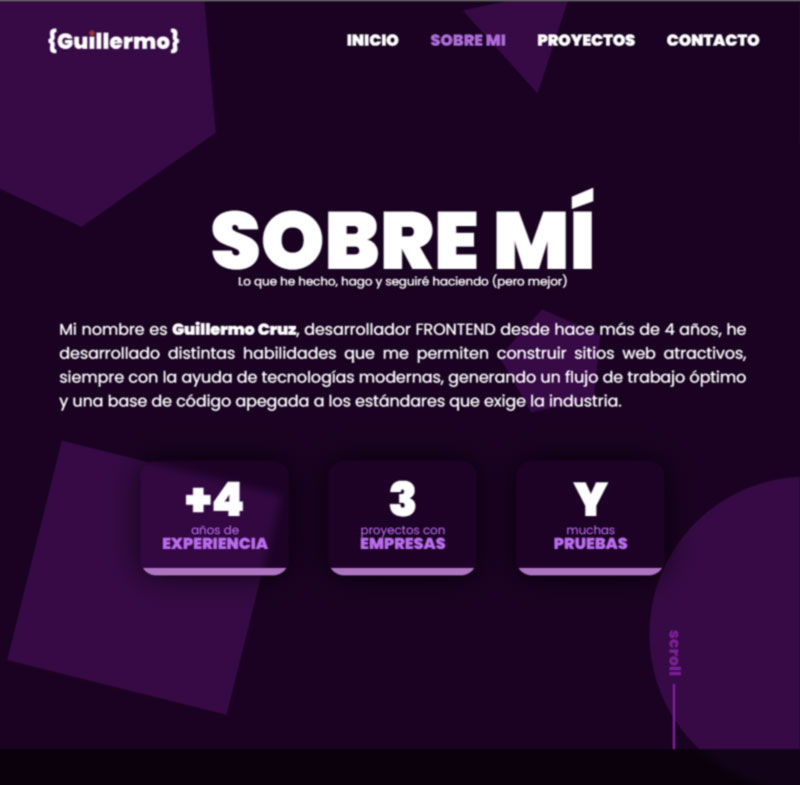 {Guillermo}
INICIO SOBRE MI PROYECTOS CONTACTO
SOBRE MÍ
Lo que he hecho, hago y seguiré haciendo (pero mejor)
Mi nombre es Guillermo Cruz, desarrollador FRONTEND desde hace más de 4 años, he
desarrollado distintas habilidades que me permiten construir sitios web atractivos,
siempre con la ayuda de tecnologías modernas, generando un flujo de trabajo óptimo
y una base de código apegada a los estándares que exige la industria.
+4
años de
EXPERIENCIA
3
proyectos con
EMPRESAS
Y
muchas
PRUEBAS
scroll